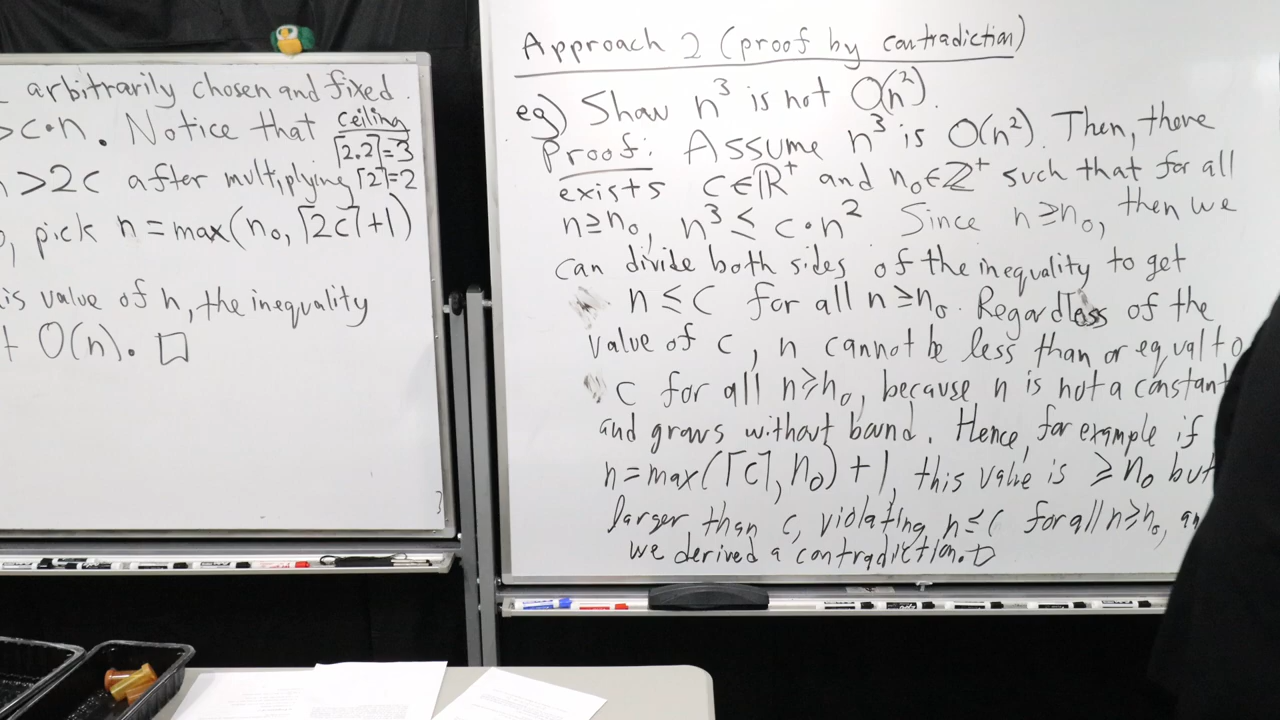 arbitrarily chosen and fixed.
>c·n. Notice that ceiling
⌈2.2⌉=3
>2c after multiplying ⌈2⌉=2
, pick n=max(n₀,⌈2c⌉+1)
is value of n, the inequality
O(n). □
3
Approach 2 (proof by contradiction)
eg) Show n³ is not O(n²).
Proof: Assume n³ is O(n²). Then, there
exists c∈ℝ⁺ and n₀∈ℤ⁺ such that for all
n≥n₀, n³≤c·n² Since n≥n₀, then we
can divide both sides of the inequality to get
n≤c for all n≥n₀. Regardless of the
value of c, n cannot be less than or equal to
c for all n≥n₀, because n is not a constant
and grows without bound. Hence, for example if
n=max(⌈c⌉,n₀)+1, this value is ≥n₀ but
larger than c, violating n≤c for all n≥n₀, an
we derived a contradiction. □